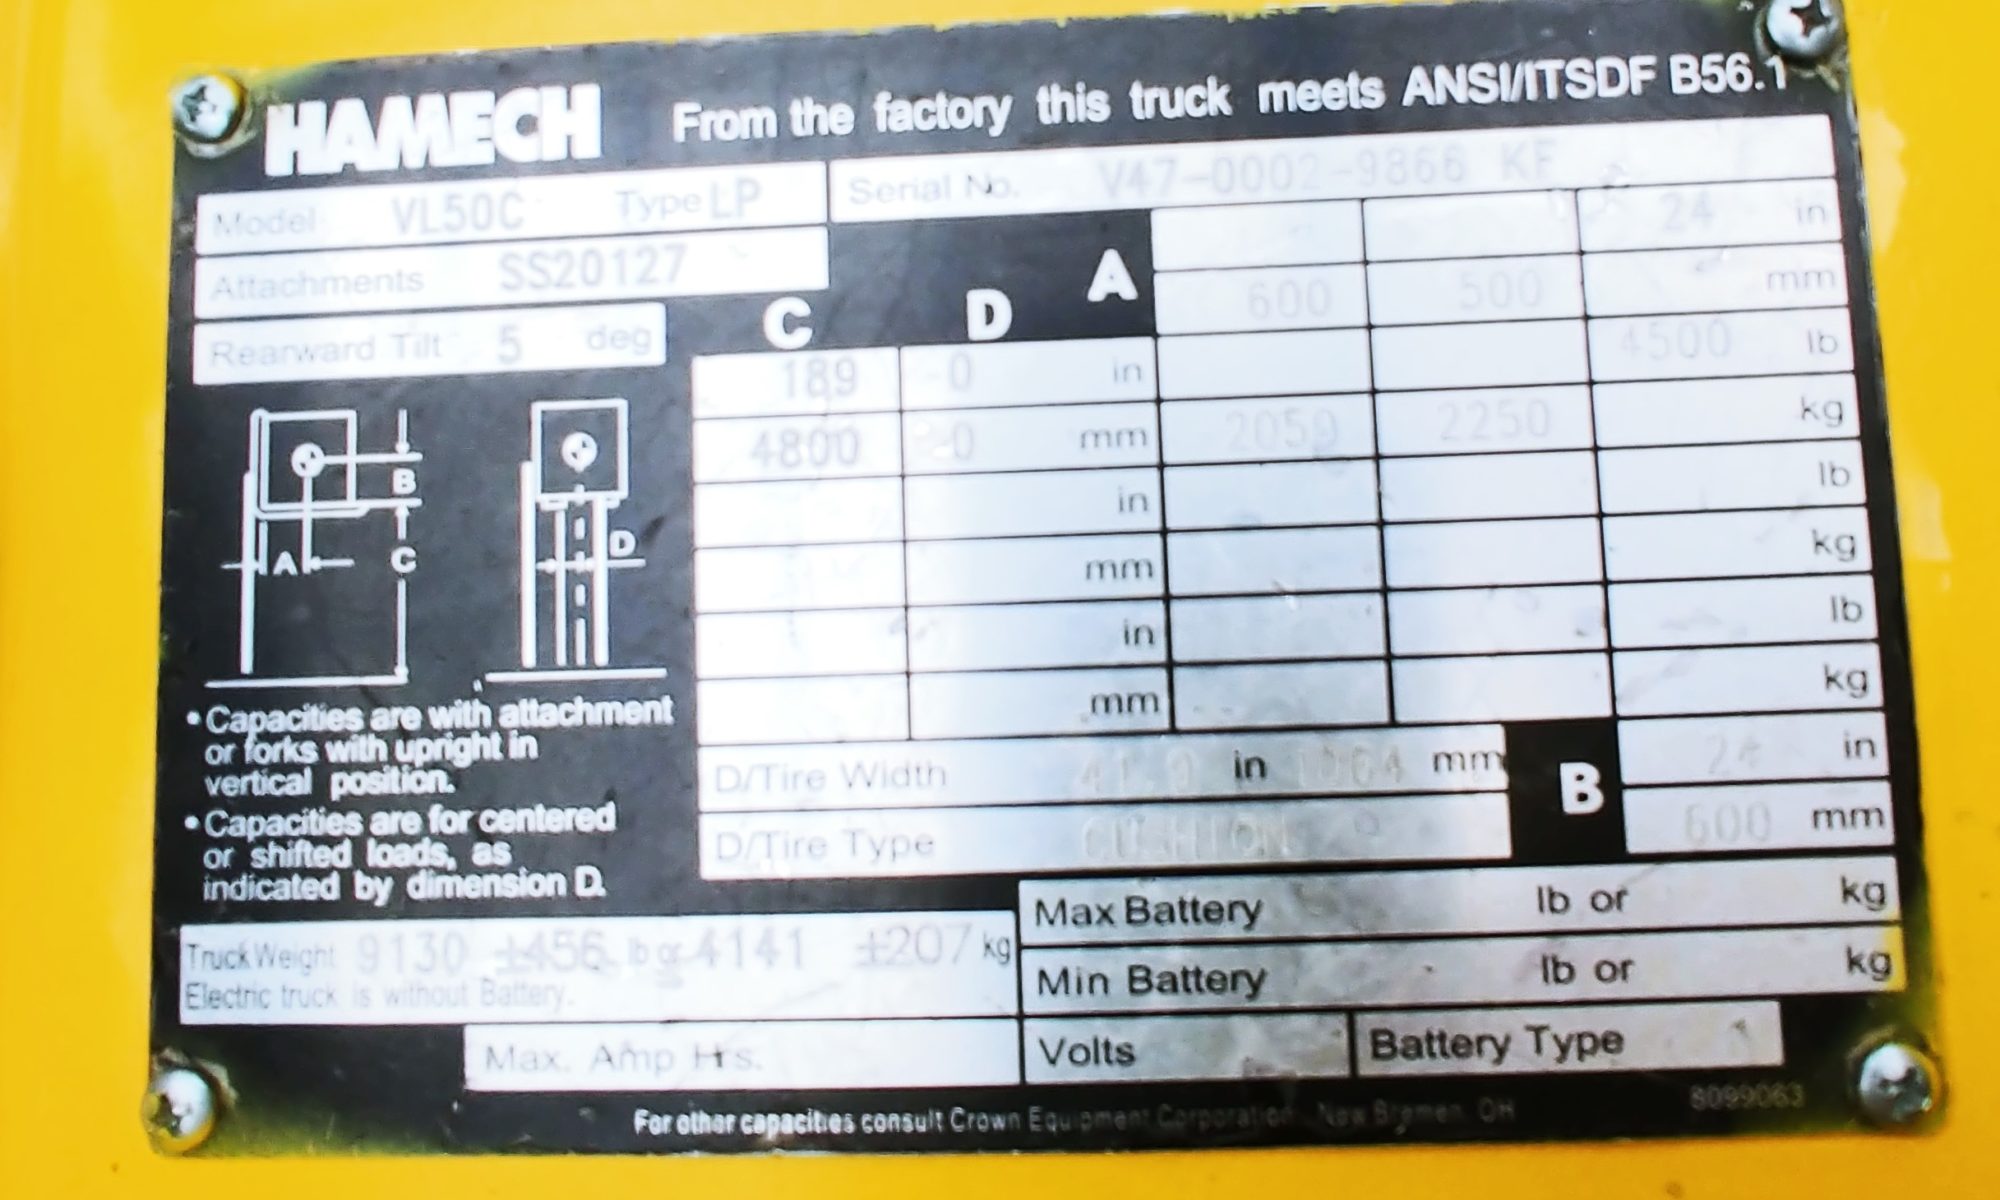 HAMECH From the factory this truck meets ANSI/ITSDF B56.1
Model VL50C Type LP Serial No. V47-0002-9866 KF
Attachments SS20127
Rearward Tilt 5 deg
C D A 24 in
600 500 mm
189 -0 in 4500 lb
4800 -0 mm 2050 2250 kg
in lb
mm kg
in lb
mm kg
A B C D
• Capacities are with attachment
or forks with upright in
vertical position.
• Capacities are for centered
or shifted loads, as
indicated by dimension D.
D/Tire Width 41.9 in 1064 mm
D/Tire Type CUSHION
B 24 in
600 mm
Truck Weight 9130 ±456 lb or 4141 ±207 kg
Electric truck is without Battery.
Max Battery lb or kg
Min Battery lb or kg
Max. Amp Hrs. Volts Battery Type
For other capacities consult Crown Equipment Corporation New Bremen, OH
S099063